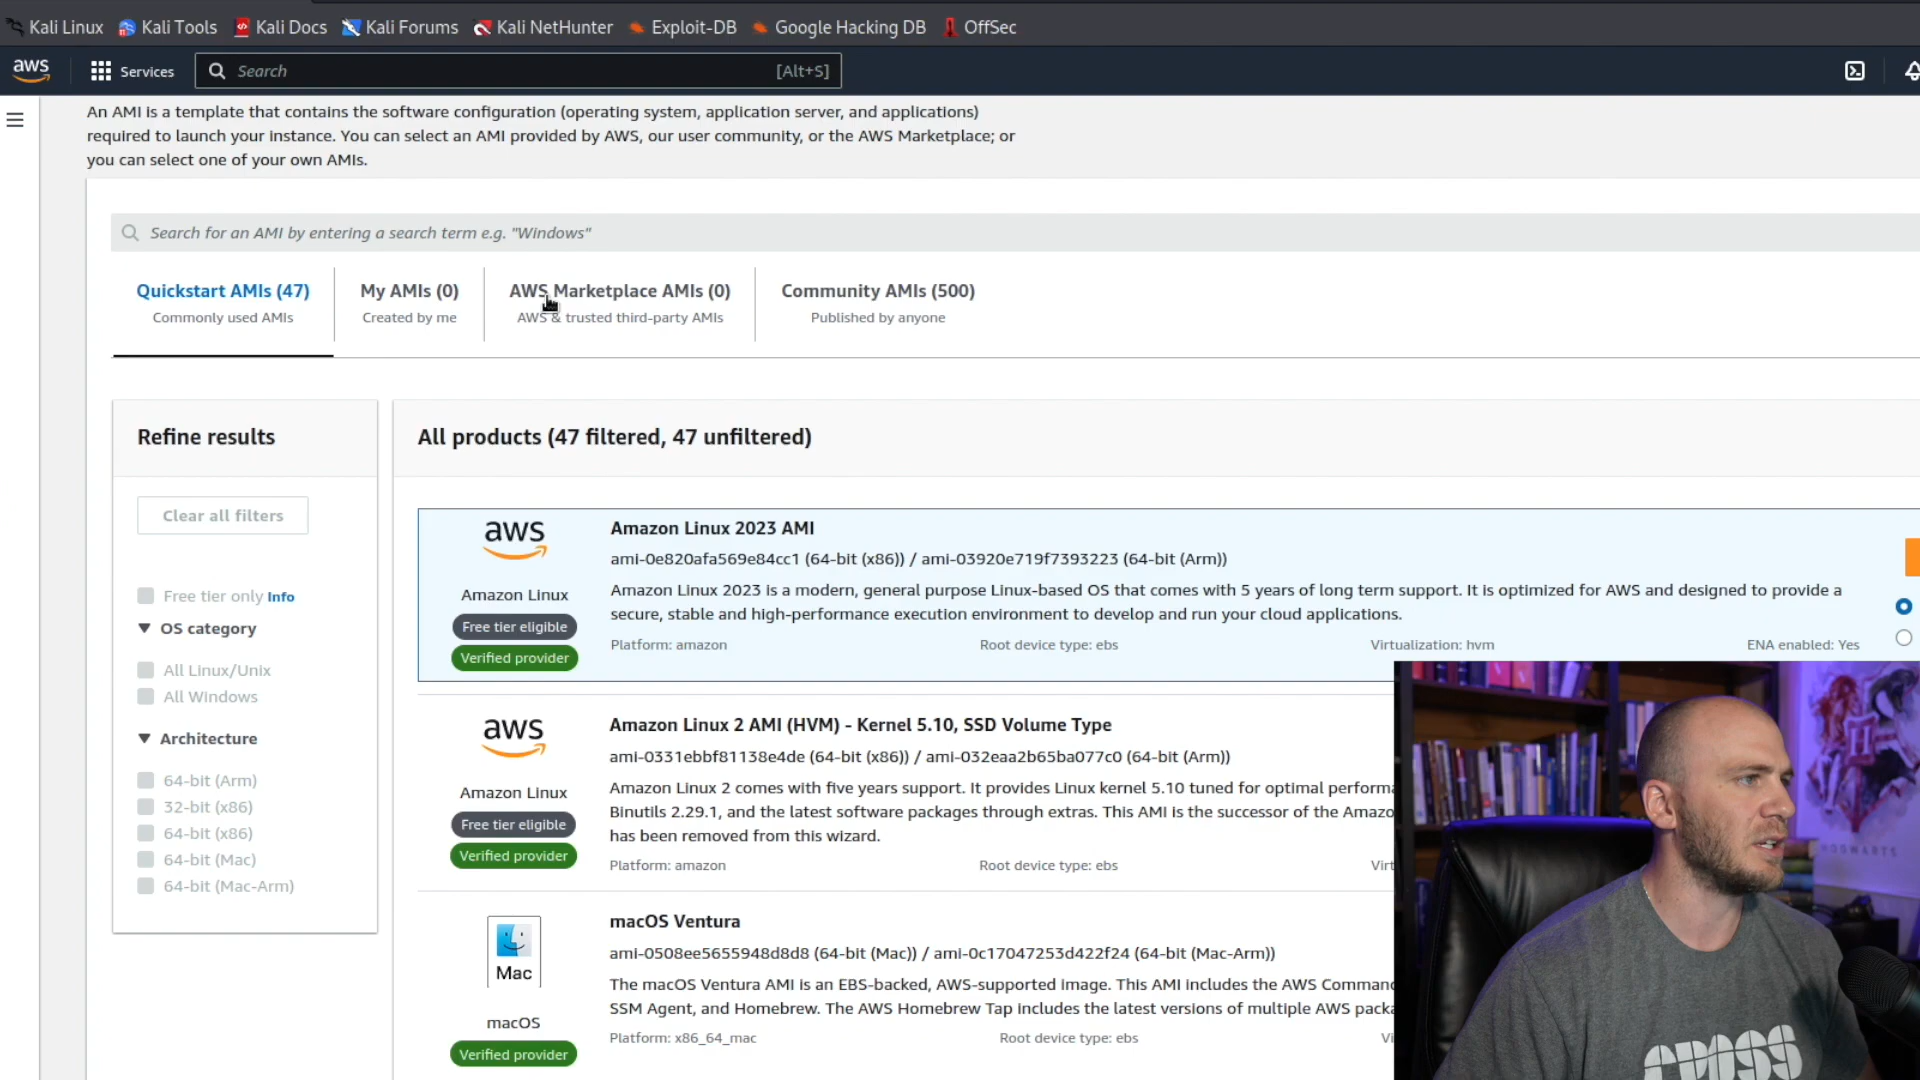 Kali Linux Kali Tools Kali Docs Kali Forums Kali NetHunter Exploit-DB Google Hacking DB OffSec
aws Services Search [Alt+S]
An AMI is a template that contains the software configuration (operating system, application server, and applications)
required to launch your instance. You can select an AMI provided by AWS, our user community, or the AWS Marketplace; or
you can select one of your own AMIs.
Search for an AMI by entering a search term e.g. "Windows"
Quickstart AMIs (47) My AMIs (0) AWS Marketplace AMIs (0) Community AMIs (500)
Commonly used AMIs Created by me AWS & trusted third-party AMIs Published by anyone
Refine results
Clear all filters
Free tier only Info
OS category
All Linux/Unix
All Windows
Architecture
64-bit (Arm)
32-bit (x86)
64-bit (x86)
64-bit (Mac)
64-bit (Mac-Arm)
All products (47 filtered, 47 unfiltered)
aws
Amazon Linux
Free tier eligible
Verified provider
Amazon Linux 2023 AMI
ami-0e820afa569e84cc1 (64-bit (x86)) / ami-03920e719f7393223 (64-bit (Arm))
Amazon Linux 2023 is a modern, general purpose Linux-based OS that comes with 5 years of long term support. It is optimized for AWS and designed to provide a
secure, stable and high-performance execution environment to develop and run your cloud applications.
Platform: amazon Root device type: ebs Virtualization: hvm ENA enabled: Yes
aws
Amazon Linux
Free tier eligible
Verified provider
Amazon Linux 2 AMI (HVM) - Kernel 5.10, SSD Volume Type
ami-0331ebbf81138e4de (64-bit (x86)) / ami-032eaa2b65ba077c0 (64-bit (Arm))
Amazon Linux 2 comes with five years support. It provides Linux kernel 5.10 tuned for optimal performa
Binutils 2.29.1, and the latest software packages through extras. This AMI is the successor of the Amazo
has been removed from this wizard.
Platform: amazon Root device type: ebs Virt
Mac
macOS
Verified provider
macOS Ventura
ami-0508ee5655948d8d8 (64-bit (Mac)) / ami-0c17047253d422f24 (64-bit (Mac-Arm))
The macOS Ventura AMI is an EBS-backed, AWS-supported image. This AMI includes the AWS Comman
SSM Agent, and Homebrew. The AWS Homebrew Tap includes the latest versions of multiple AWS packa
Platform: x86_64_mac Root device type: ebs Vi
HOGWARTS